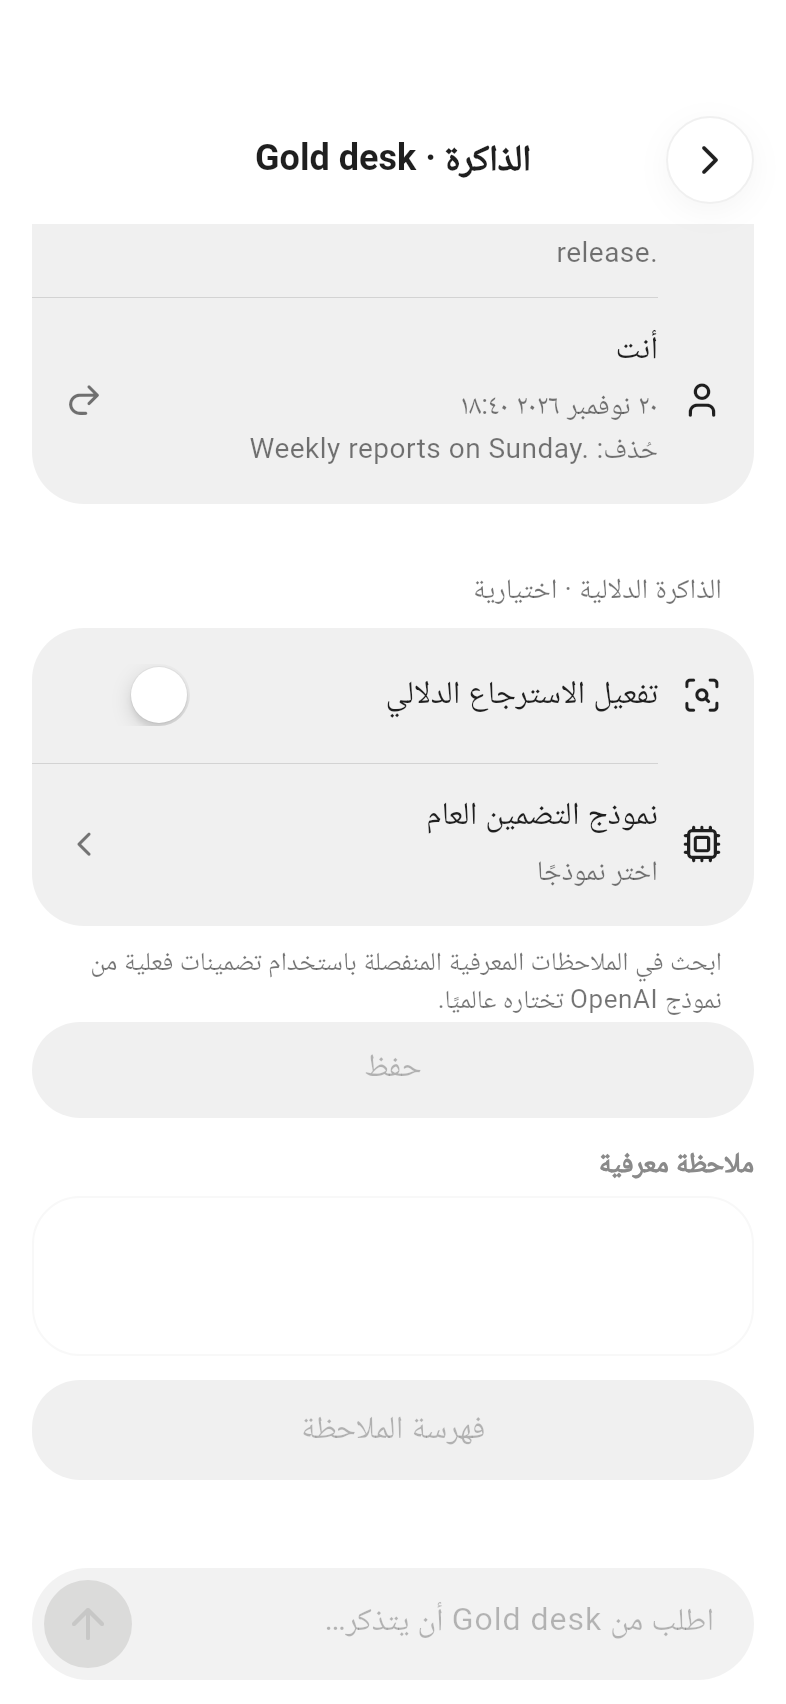 الذاكرة · Gold desk
release.
أنت
٢٠ نوفمبر ٢٠٢٦ ١٨:٤٠
حُذف: Weekly reports on Sunday.
الذاكرة الدلالية · اختيارية
تفعيل الاسترجاع الدلالي
نموذج التضمين العام
اختر نموذجًا
ابحث في الملاحظات المعرفية المنفصلة باستخدام تضمينات فعلية من
نموذج OpenAI تختاره عالميًا.
حفظ
ملاحظة معرفية
فهرسة الملاحظة
اطلب من Gold desk أن يتذكر...